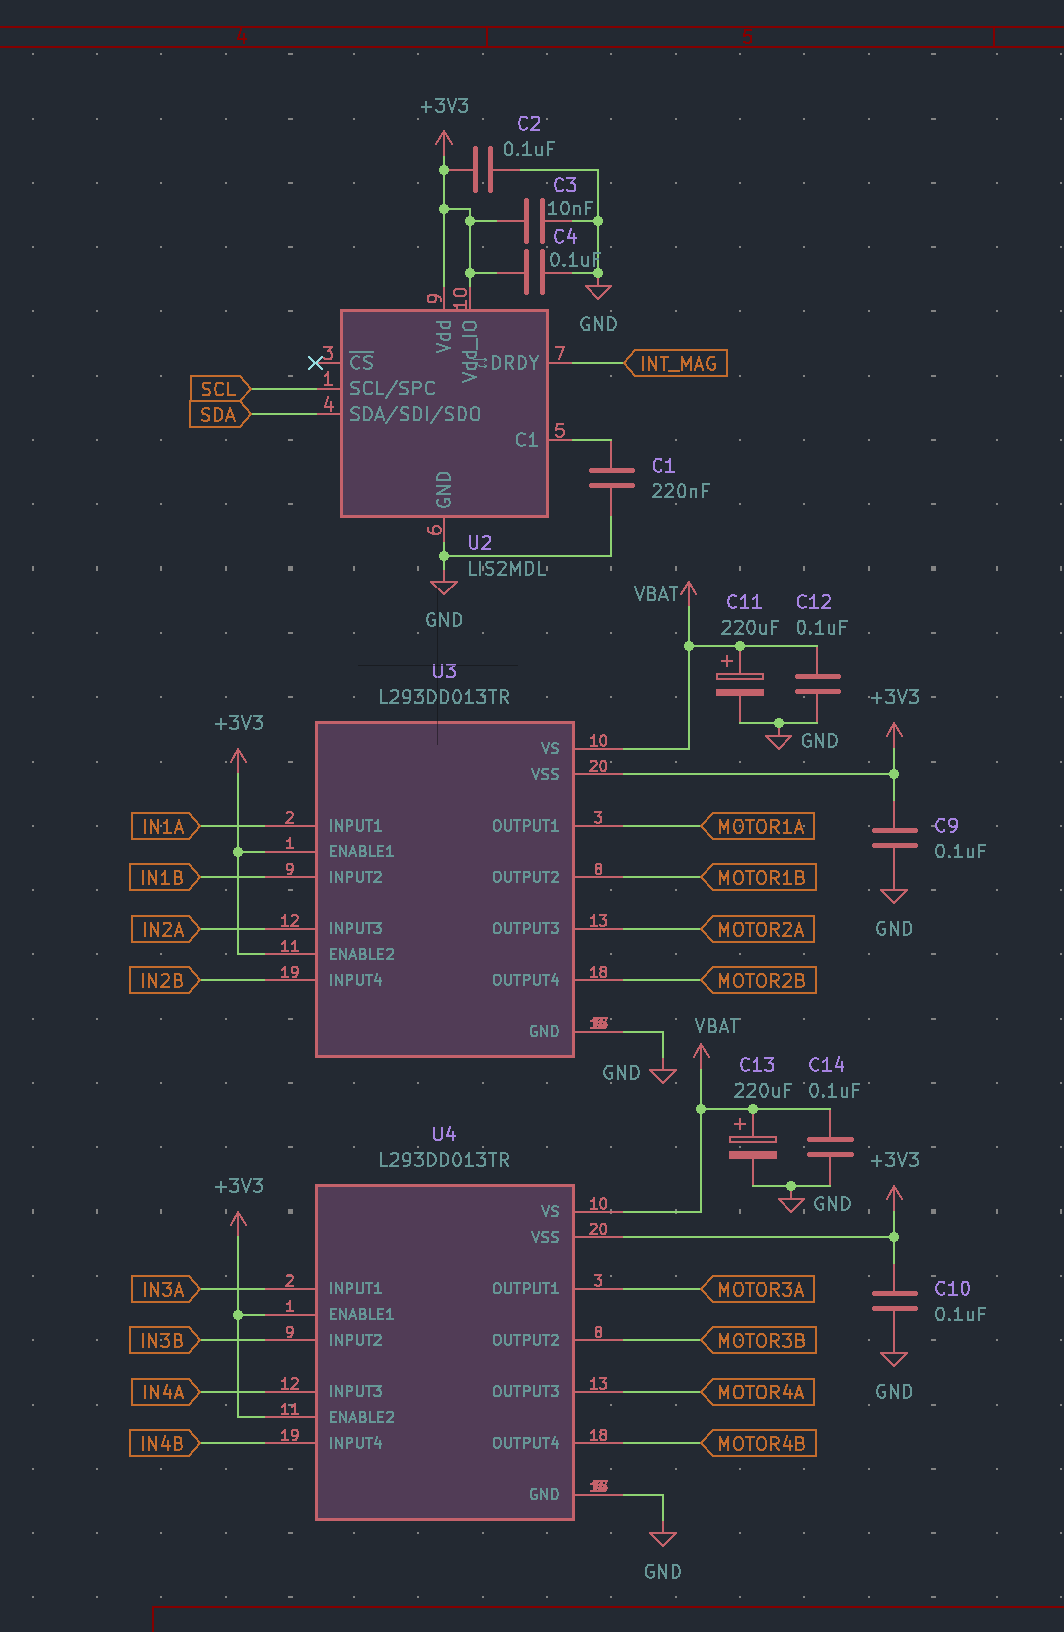 4 5
+3V3
C2
0.1uF
C3
10nF
C4
0.1uF
GND
9 10
Vdd Vdd_IO
3 CS
DRDY 7 INT_MAG
SCL 1 SCL/SPC
SDA 4 SDA/SDI/SDO
C1 5
C1
220nF
GND
6
U2
LIS2MDL
GND
VBAT
C11 C12
220uF 0.1uF
GND
U3
L293DD013TR
+3V3
+3V3
VS 10
VSS 20
IN1A 2 INPUT1 OUTPUT1 3 MOTOR1A
1 ENABLE1
IN1B 9 INPUT2 OUTPUT2 8 MOTOR1B
IN2A 12 INPUT3 OUTPUT3 13 MOTOR2A
11 ENABLE2
IN2B 19 INPUT4 OUTPUT4 18 MOTOR2B
C9
0.1uF
GND
GND
GND
VBAT
C13 C14
220uF 0.1uF
GND
U4
L293DD013TR
+3V3
+3V3
VS 10
VSS 20
IN3A 2 INPUT1 OUTPUT1 3 MOTOR3A
1 ENABLE1
IN3B 9 INPUT2 OUTPUT2 8 MOTOR3B
IN4A 12 INPUT3 OUTPUT3 13 MOTOR4A
11 ENABLE2
IN4B 19 INPUT4 OUTPUT4 18 MOTOR4B
C10
0.1uF
GND
GND
GND